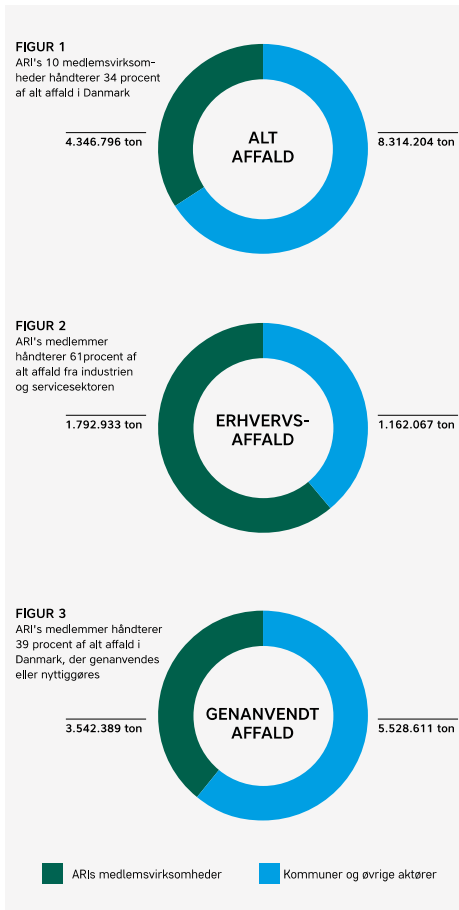 FIGUR 1
ARI's 10 medlemsvirksom-
heder håndterer 34 procent
af alt affald i Danmark
4.346.796 ton
ALT
AFFALD
8.314.204 ton
FIGUR 2
ARI's medlemmer
håndterer 61procent af
alt affald fra industrien
og servicesektoren
1.792.933 ton
ERHVERVS-
AFFALD
1.162.067 ton
FIGUR 3
ARI's medlemmer håndterer
39 procent af alt affald i
Danmark, der genanvendes
eller nyttiggøres
3.542.389 ton
GENANVENDT
AFFALD
5.528.611 ton
ARIs medlemsvirksomheder
Kommuner og øvrige aktører